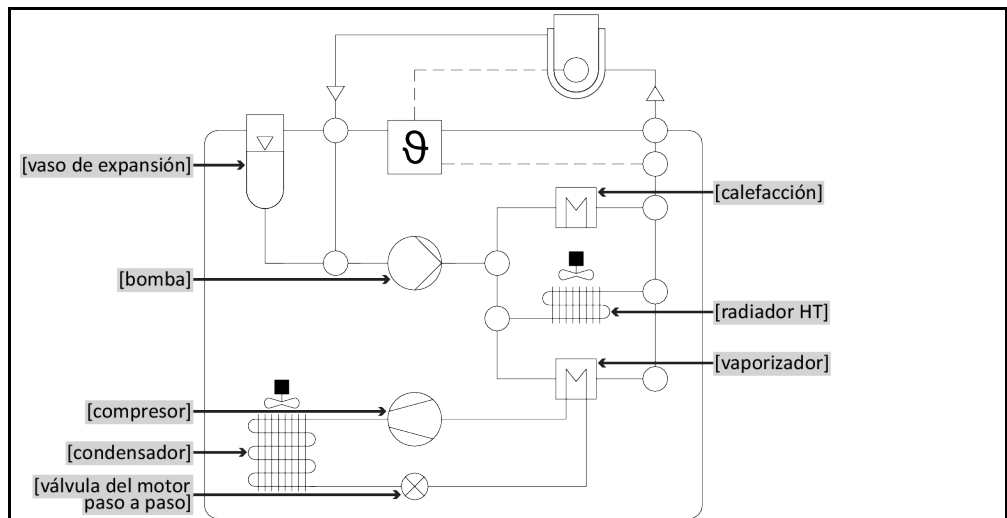 [vaso de expansión]
ϑ
[calefacción]
[bomba]
[radiador HT]
[vaporizador]
[compresor]
[condensador]
[válvula del motor
paso a paso]